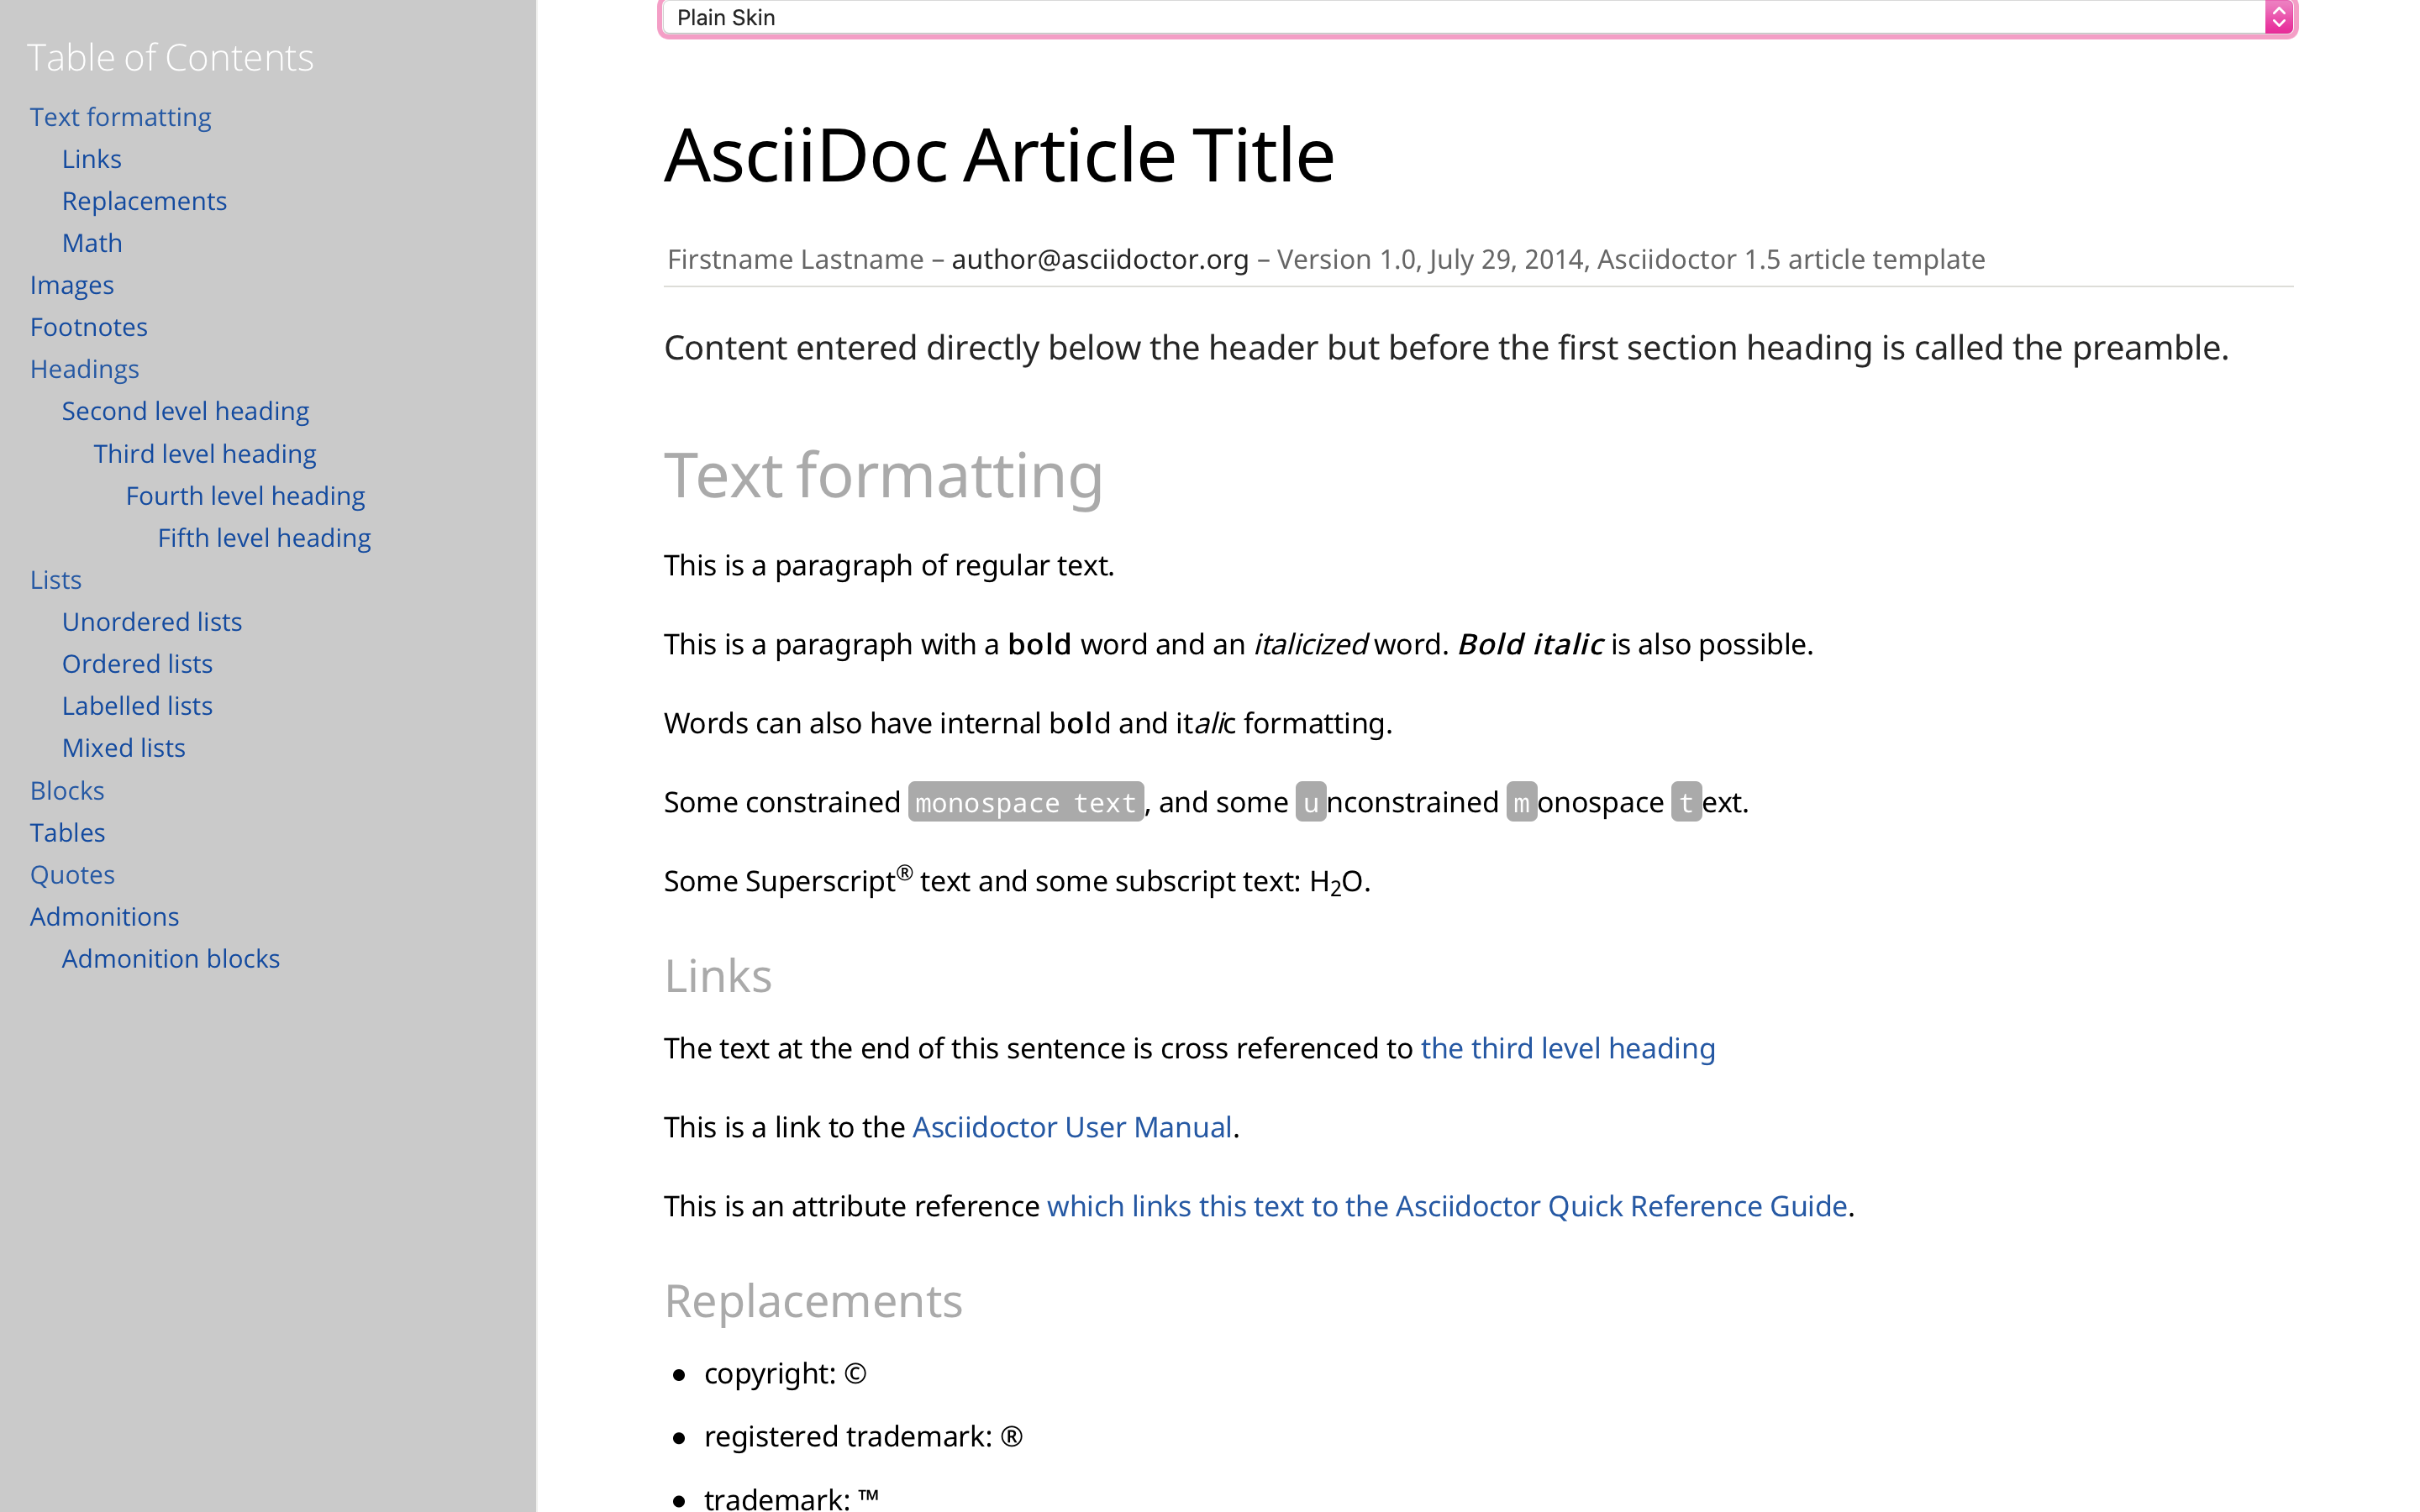 Table of Contents
Text formatting
Links
Replacements
Math
Images
Footnotes
Headings
Second level heading
Third level heading
Fourth level heading
Fifth level heading
Lists
Unordered lists
Ordered lists
Labelled lists
Mixed lists
Blocks
Tables
Quotes
Admonitions
Admonition blocks
Plain Skin
AsciiDoc Article Title
Firstname Lastname – author@asciidoctor.org – Version 1.0, July 29, 2014, Asciidoctor 1.5 article template
Content entered directly below the header but before the first section heading is called the preamble.
Text formatting
This is a paragraph of regular text.
This is a paragraph with a bold word and an italicized word. Bold italic is also possible.
Words can also have internal bold and italic formatting.
Some constrained monospace text, and some unconstrained monospace text.
Some Superscript® text and some subscript text: H₂O.
Links
The text at the end of this sentence is cross referenced to the third level heading
This is a link to the Asciidoctor User Manual.
This is an attribute reference which links this text to the Asciidoctor Quick Reference Guide.
Replacements
● copyright: ©
● registered trademark: ®
● trademark: ™